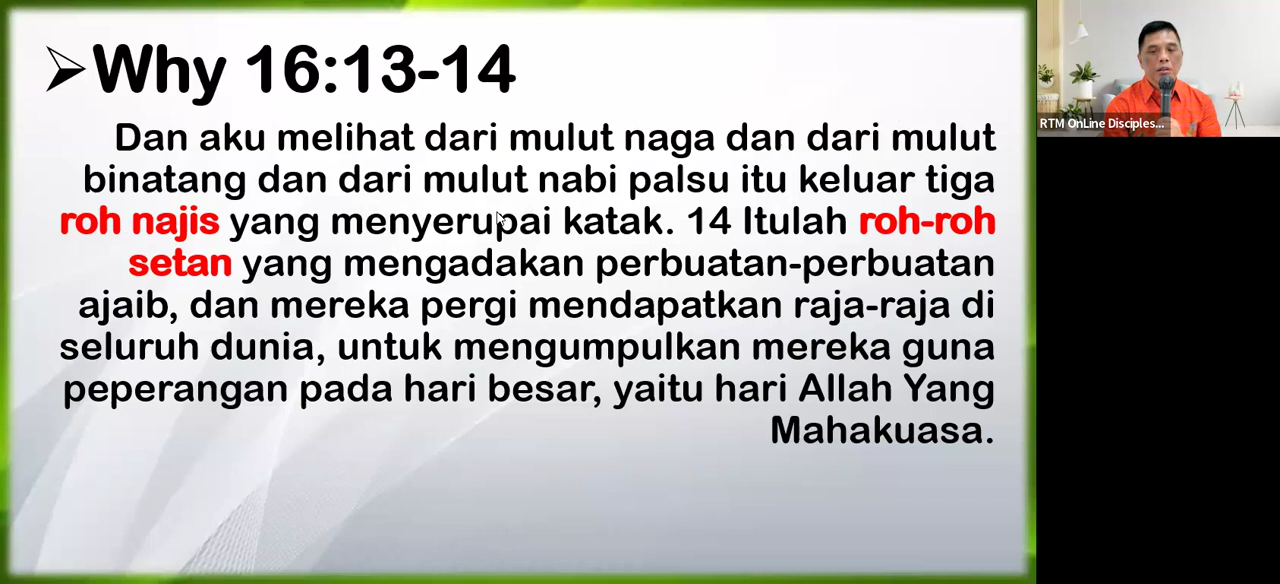 Why 16:13-14
Dan aku melihat dari mulut naga dan dari mulut
binatang dan dari mulut nabi palsu itu keluar tiga
roh najis yang menyerupai katak. 14 Itulah roh-roh
setan yang mengadakan perbuatan-perbuatan
ajaib, dan mereka pergi mendapatkan raja-raja di
seluruh dunia, untuk mengumpulkan mereka guna
peperangan pada hari besar, yaitu hari Allah Yang
Mahakuasa.
RTM OnLine Disciples...